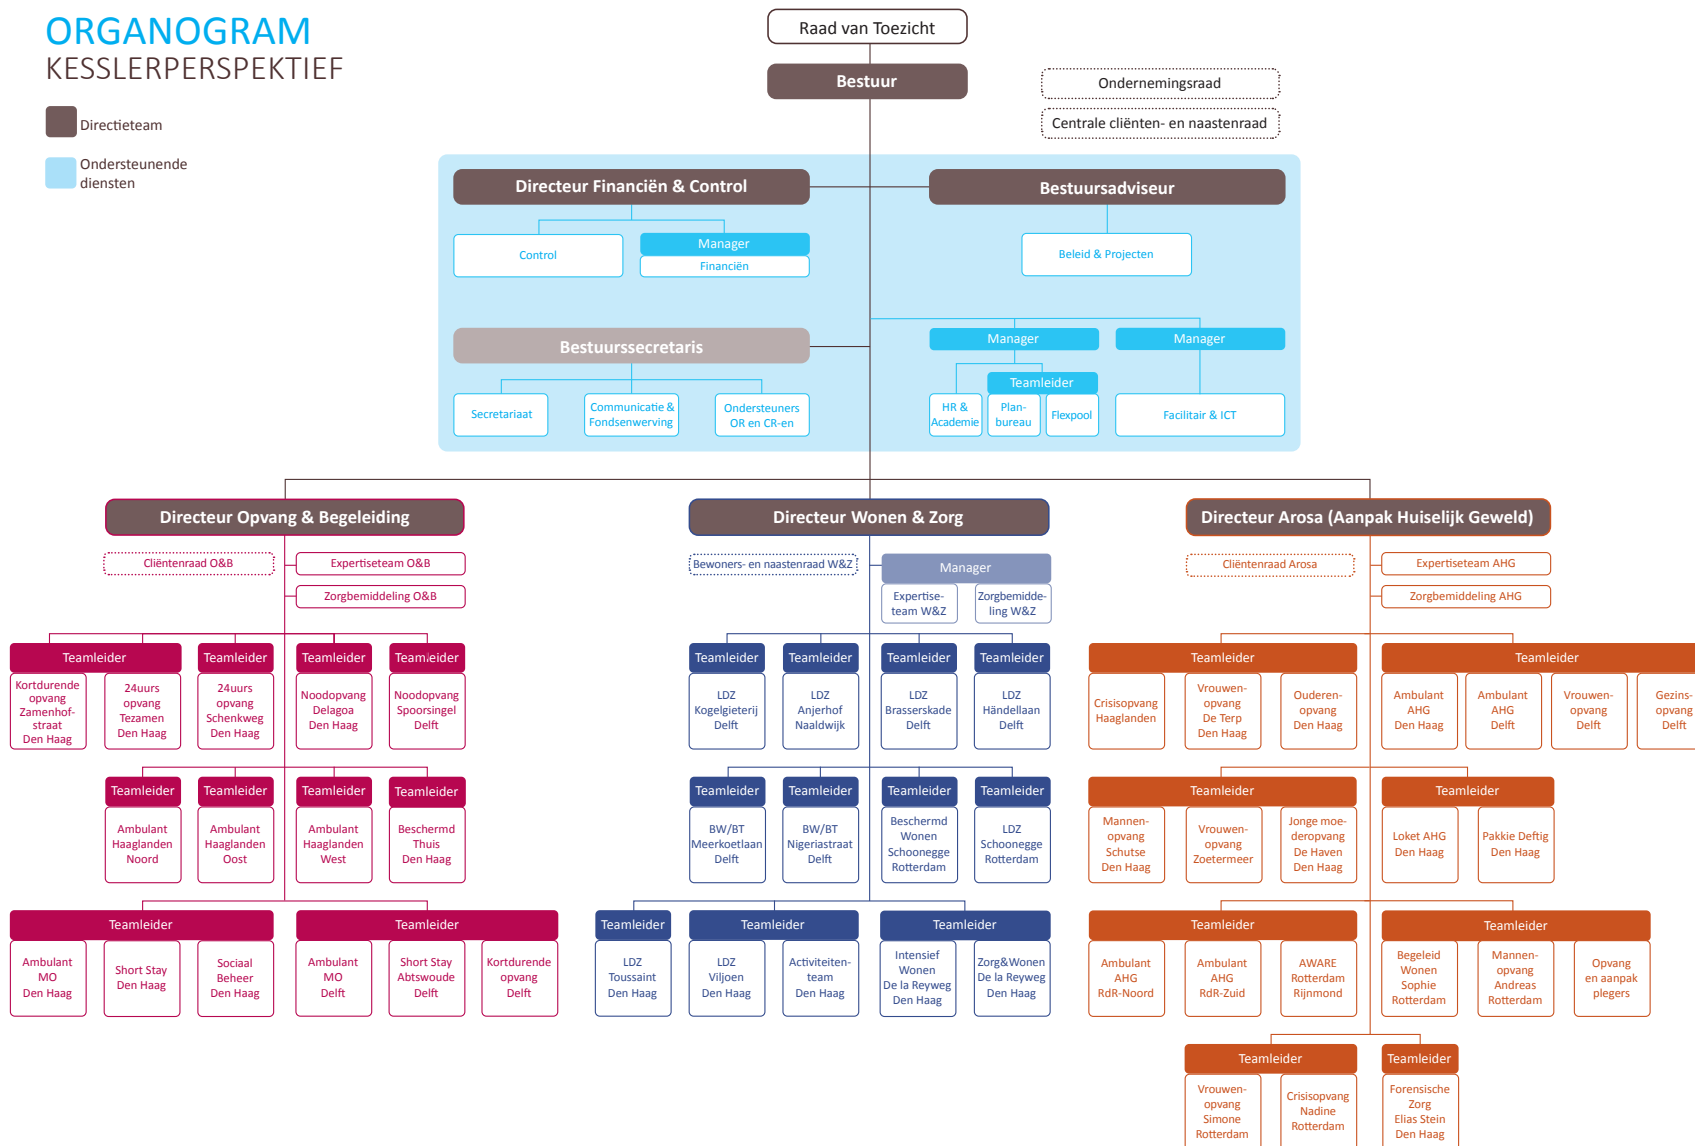 ORGANOGRAM
KESSLERPERSPEKTIEF
Directieteam
Ondersteunende
diensten
Raad van Toezicht
Bestuur
Ondernemingsraad
Centrale cliënten- en naastenraad
Directeur Financiën & Control
Bestuursadviseur
Control
Manager
Financiën
Beleid & Projecten
Bestuurssecretaris
Secretariaat
Communicatie &
Fondsenwerving
Ondersteuners
OR en CR-en
Manager
Manager
Teamleider
HR &
Academie
Plan-
bureau
Flexpool
Facilitair & ICT
Directeur Opvang & Begeleiding
Cliëntenraad O&B
Expertiseteam O&B
Zorgbemiddeling O&B
Teamleider
Kortdurende
opvang
Zamenhof-
straat
Den Haag
24uurs
opvang
Tezamen
Den Haag
Teamleider
24uurs
opvang
Schenkweg
Den Haag
Teamleider
Noodopvang
Delagoa
Den Haag
Teamleider
Noodopvang
Spoorsingel
Delft
Teamleider
Ambulant
Haaglanden
Noord
Teamleider
Ambulant
Haaglanden
Oost
Teamleider
Ambulant
Haaglanden
West
Teamleider
Beschermd
Thuis
Den Haag
Teamleider
Ambulant
MO
Den Haag
Short Stay
Den Haag
Sociaal
Beheer
Den Haag
Teamleider
Ambulant
MO
Delft
Short Stay
Abtswoude
Delft
Kortdurende
opvang
Delft
Directeur Wonen & Zorg
Bewoners- en naastenraad W&Z
Manager
Expertise-
team W&Z
Zorgbemidde-
ling W&Z
Teamleider
LDZ
Kogelgieterij
Delft
Teamleider
LDZ
Anjerhof
Naaldwijk
Teamleider
LDZ
Brasserskade
Delft
Teamleider
LDZ
Händellaan
Delft
Teamleider
BW/BT
Meerkoetlaan
Delft
Teamleider
BW/BT
Nigeriastraat
Delft
Teamleider
Beschermd
Wonen
Schoonegge
Rotterdam
Teamleider
LDZ
Schoonegge
Rotterdam
Teamleider
LDZ
Toussaint
Den Haag
Teamleider
LDZ
Viljoen
Den Haag
Activiteiten-
team
Den Haag
Teamleider
Intensief
Wonen
De la Reyweg
Den Haag
Zorg&Wonen
De la Reyweg
Den Haag
Directeur Arosa (Aanpak Huiselijk Geweld)
Cliëntenraad Arosa
Expertiseteam AHG
Zorgbemiddeling AHG
Teamleider
Crisisopvang
Haaglanden
Vrouwen-
opvang
De Terp
Den Haag
Ouderen-
opvang
Den Haag
Teamleider
Ambulant
AHG
Den Haag
Ambulant
AHG
Delft
Vrouwen-
opvang
Delft
Gezins-
opvang
Delft
Teamleider
Mannen-
opvang
Schutse
Den Haag
Vrouwen-
opvang
Zoetermeer
Jonge moe-
deropvang
De Haven
Den Haag
Teamleider
Loket AHG
Den Haag
Pakkie Deftig
Den Haag
Teamleider
Ambulant
AHG
RdR-Noord
Ambulant
AHG
RdR-Zuid
AWARE
Rotterdam
Rijnmond
Teamleider
Begeleid
Wonen
Sophie
Rotterdam
Mannen-
opvang
Andreas
Rotterdam
Opvang
en aanpak
plegers
Teamleider
Vrouwen-
opvang
Simone
Rotterdam
Crisisopvang
Nadine
Rotterdam
Teamleider
Forensische
Zorg
Elias Stein
Den Haag